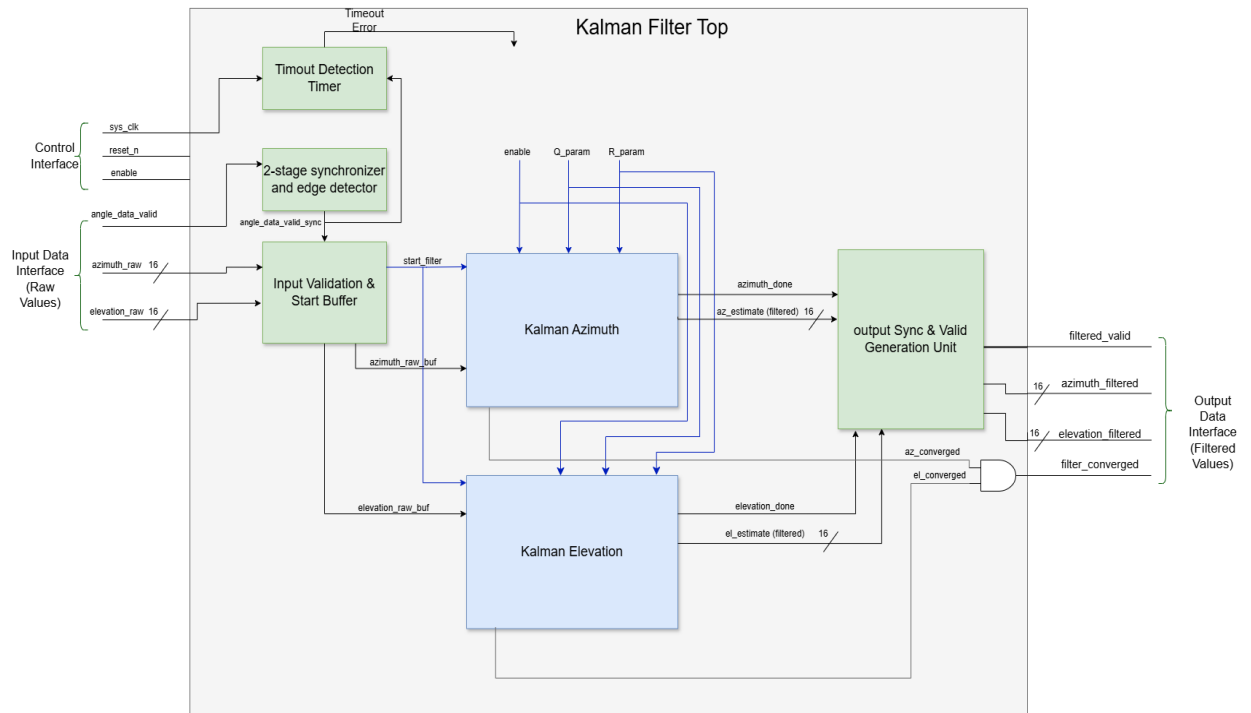 Timeout
Error
Kalman Filter Top
Timout Detection
Timer
sys_clk
Control
Interface
reset_n
enable
2-stage synchronizer
and edge detector
enable
Q_param
R_param
angle_data_valid
angle_data_valid_sync
Input Data
Interface
(Raw
Values)
azimuth_raw
16
elevation_raw
16
Input Validation &
Start Buffer
start_filter
azimuth_raw_buf
Kalman Azimuth
azimuth_done
az_estimate (filtered)
16
output Sync & Valid
Generation Unit
filtered_valid
16
azimuth_filtered
16
elevation_filtered
Output
Data
Interface
(Filtered
Values)
az_converged
el_converged
filter_converged
elevation_raw_buf
Kalman Elevation
elevation_done
el_estimate (filtered)
16